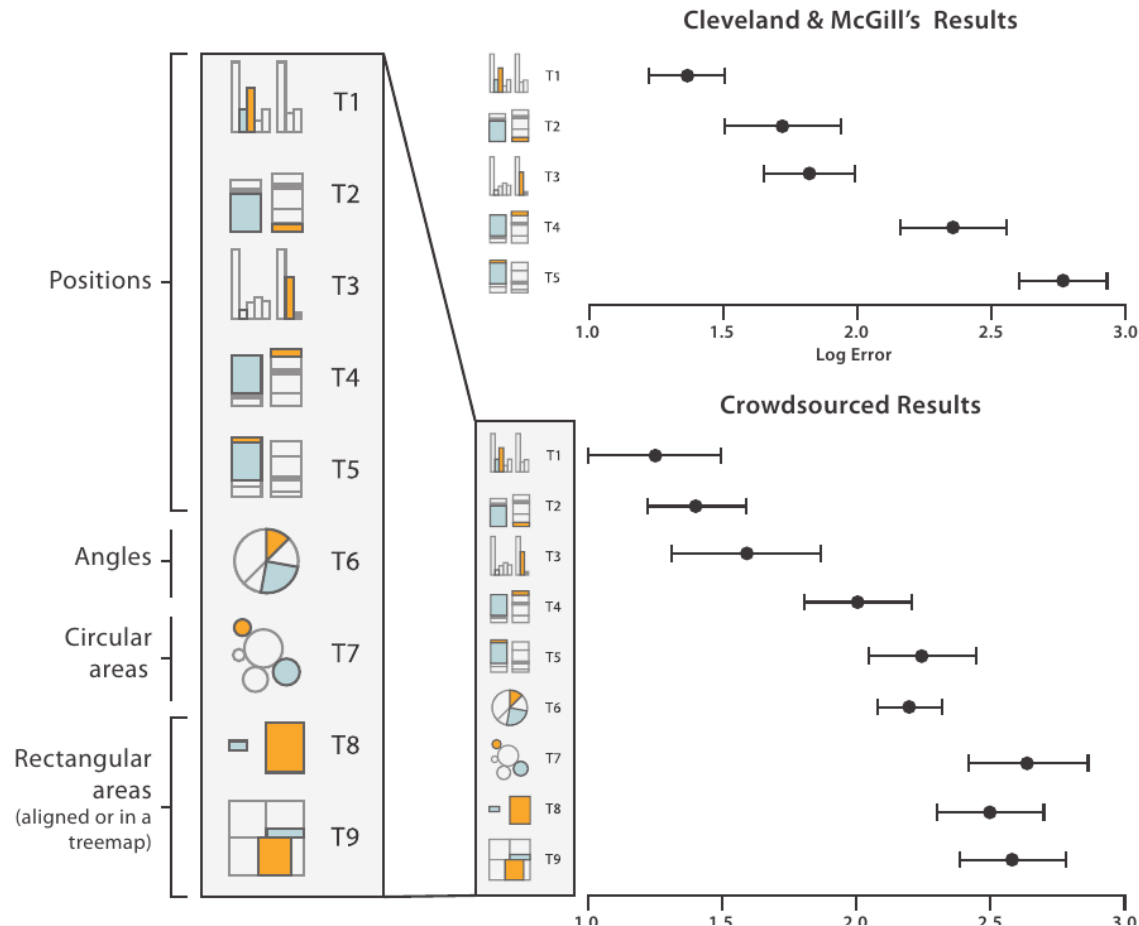 Cleveland & McGill's Results
T1
T2
T3
T4
T5
Positions
Angles
T6
Circular
areas
T7
Rectangular
areas
(aligned or in a
treemap)
T8
T9
T1
T2
T3
T4
T5
1.0 1.5 2.0 2.5 3.0
Log Error
Crowdsourced Results
T1
T2
T3
T4
T5
T6
T7
T8
T9
1.0 1.5 2.0 2.5 3.0